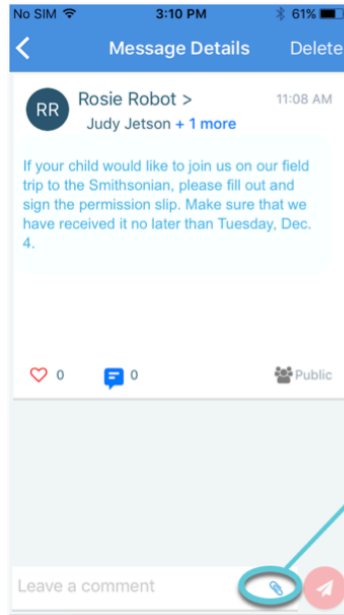 No SIM 3:10 PM 61%
Message Details Delete
RR Rosie Robot > 11:08 AM
Judy Jetson + 1 more
If your child would like to join us on our field
trip to the Smithsonian, please fill out and
sign the permission slip. Make sure that we
have received it no later than Tuesday, Dec.
4.
0 0 Public
Leave a comment